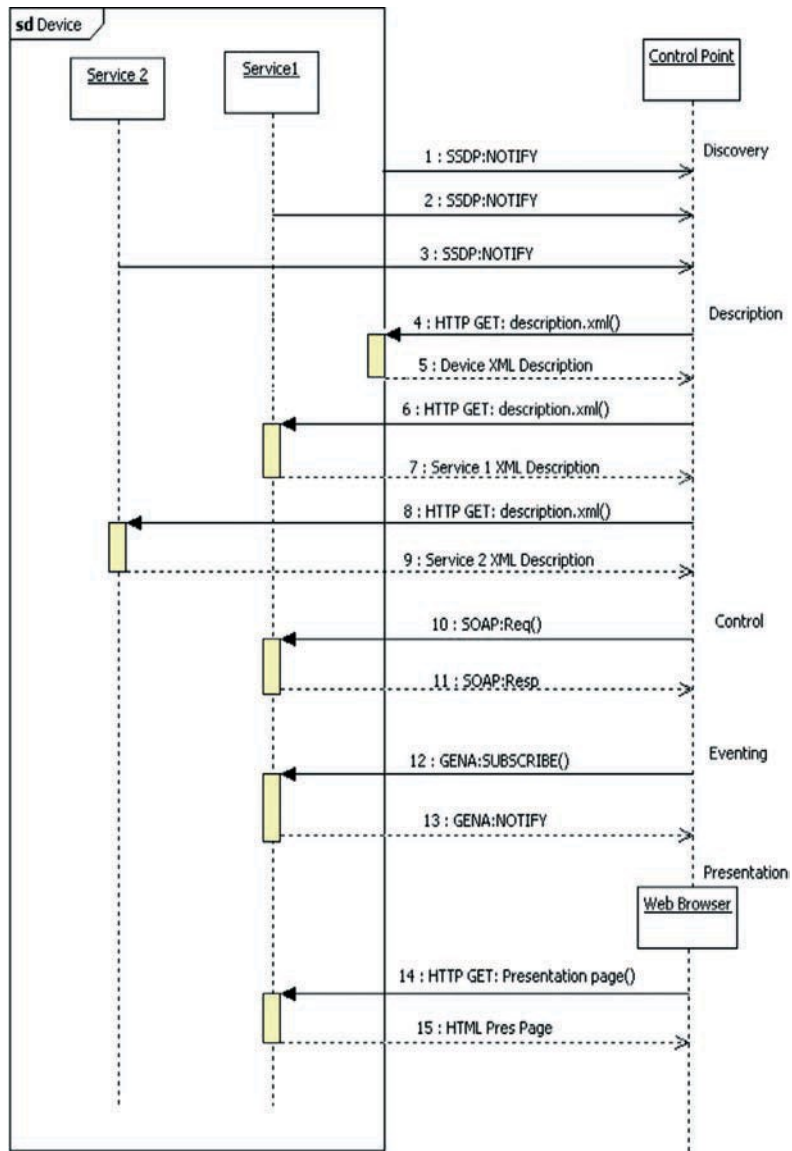 sd Device
Service 2
Service1
Control Point
Discovery
1 : SSDP:NOTIFY
2 : SSDP:NOTIFY
3 : SSDP:NOTIFY
Description
4 : HTTP GET: description.xml()
5 : Device XML Description
6 : HTTP GET: description.xml()
7 : Service 1 XML Description
8 : HTTP GET: description.xml()
9 : Service 2 XML Description
Control
10 : SOAP:Req()
11 : SOAP:Resp
Eventing
12 : GENA:SUBSCRIBE()
13 : GENA:NOTIFY
Presentation
Web Browser
14 : HTTP GET: Presentation page()
15 : HTML Pres Page